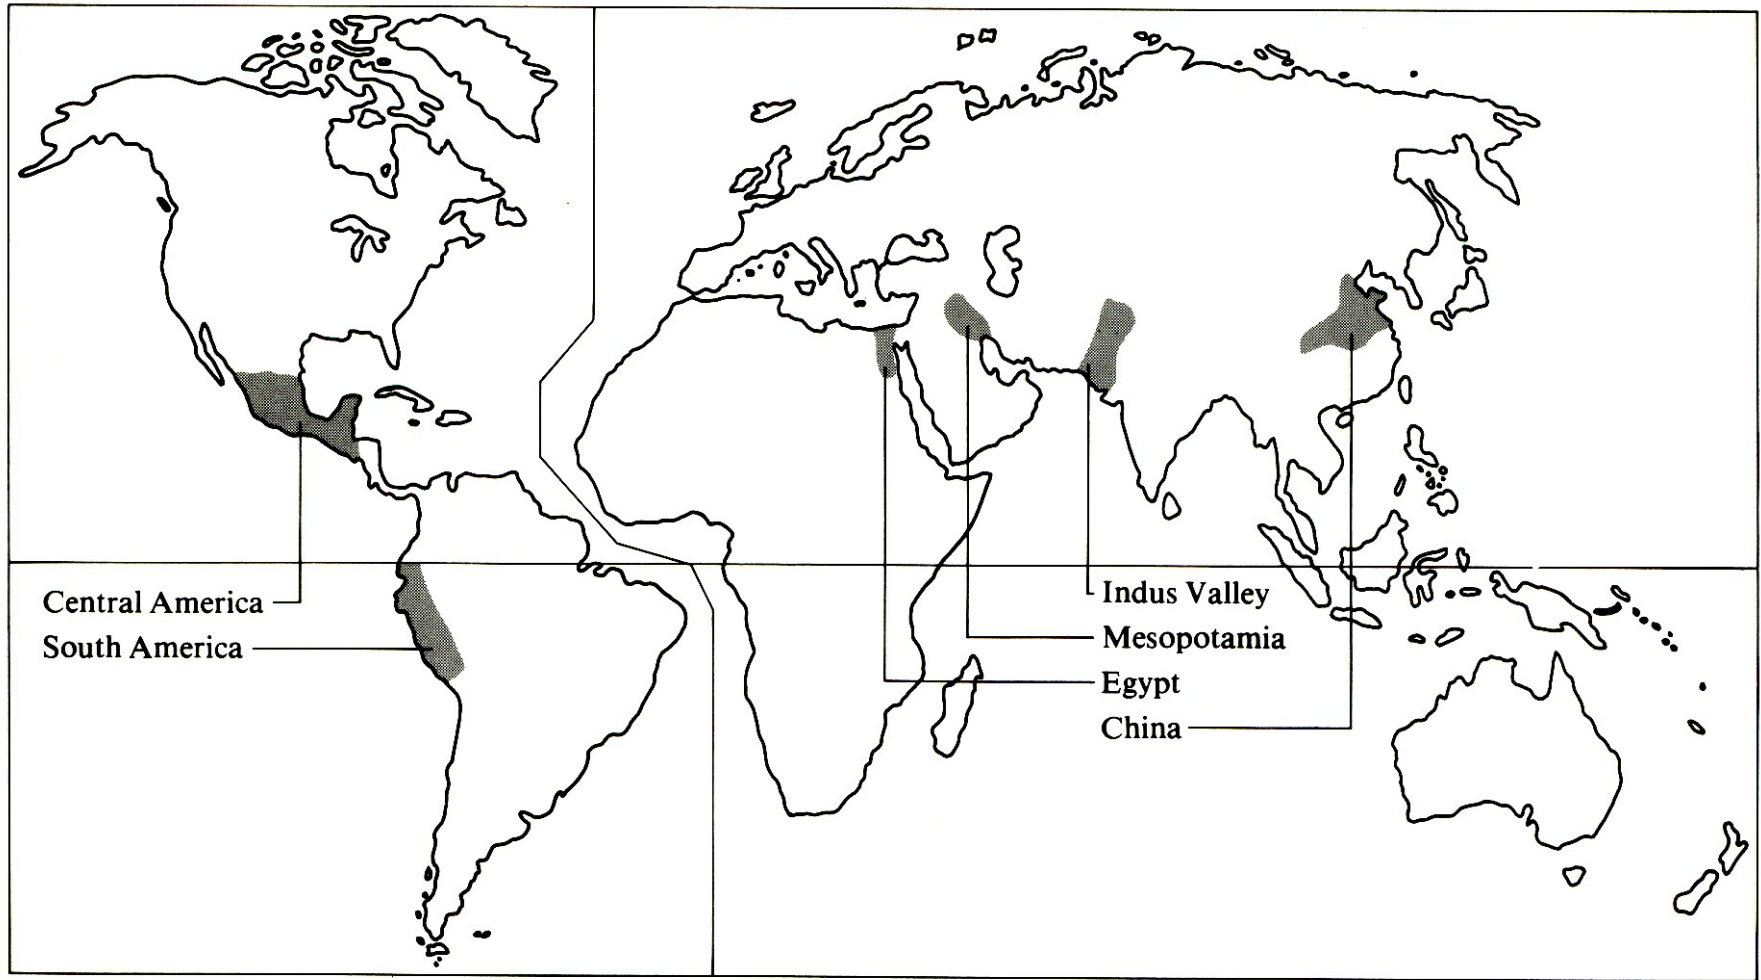 Central America
South America
Indus Valley
Mesopotamia
Egypt
China